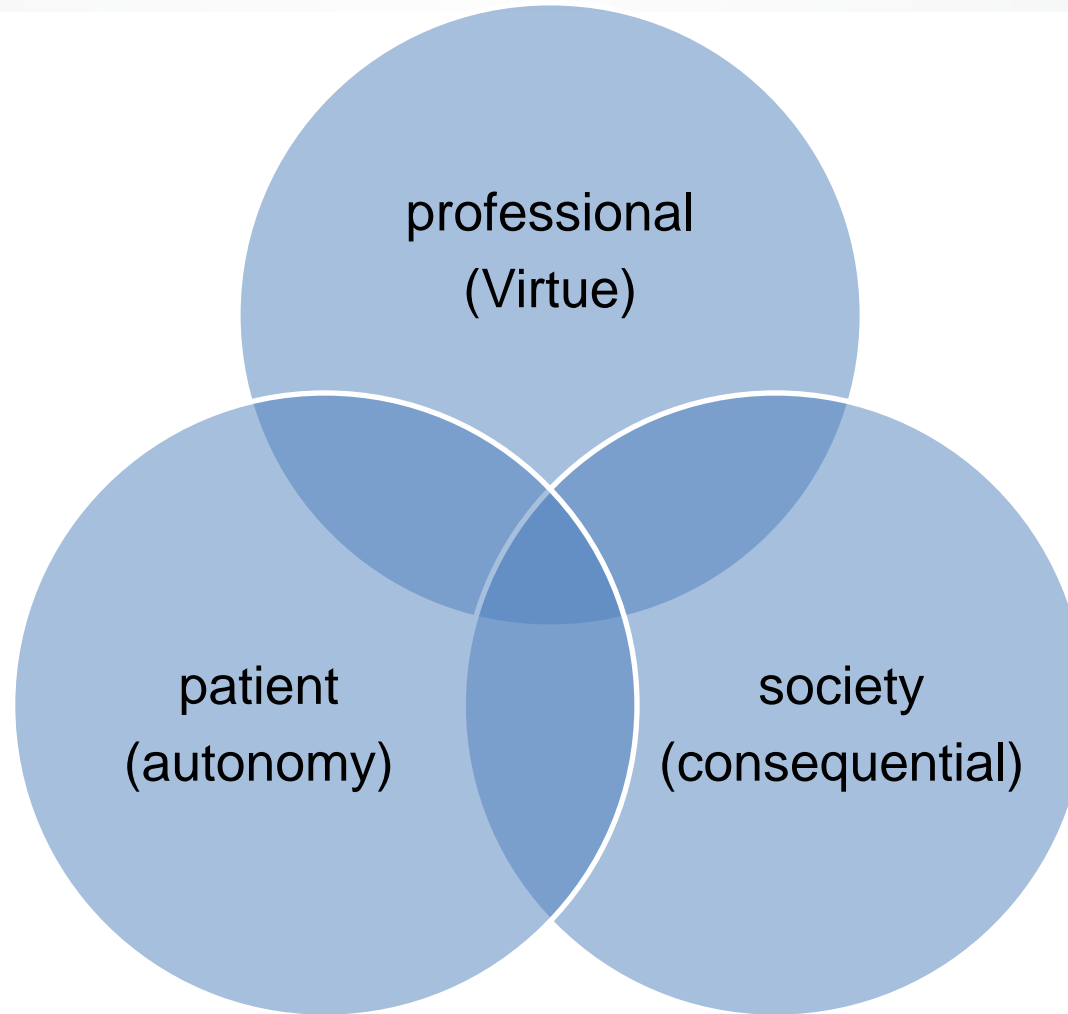 professional
(Virtue)
patient
(autonomy)
society
(consequential)